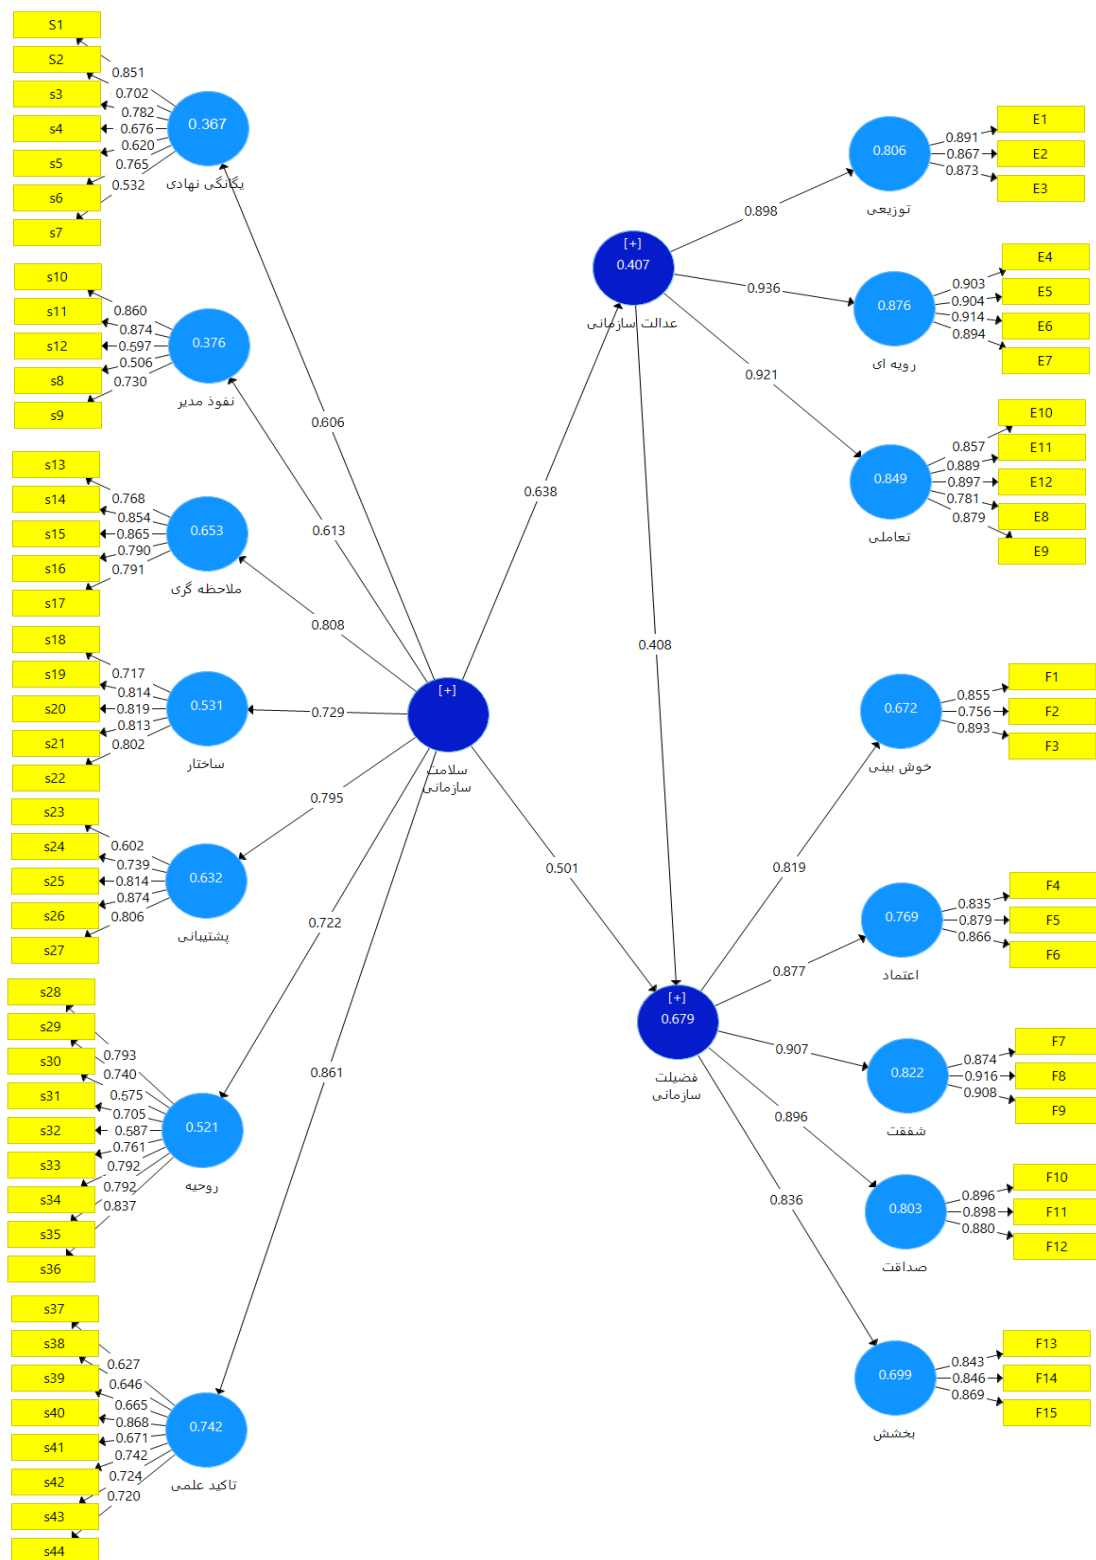 S1
S2
s3
s4
s5
s6
s7
0.851
0.702
0.782
0.676
0.620
0.765
0.532
0.367
یگانگی نهادی
s10
s11
s12
s8
s9
0.860
0.874
0.597
0.506
0.730
0.376
نفوذ مدیر
s13
s14
s15
s16
s17
0.768
0.854
0.865
0.790
0.791
0.653
ملاحظه گری
s18
s19
s20
s21
s22
0.717
0.814
0.819
0.813
0.802
0.531
ساختار
s23
s24
s25
s26
s27
0.602
0.739
0.814
0.874
0.806
0.632
پشتیبانی
s28
s29
s30
s31
s32
s33
s34
s35
s36
0.793
0.740
0.575
0.705
0.587
0.761
0.792
0.792
0.837
0.521
روحیه
s37
s38
s39
s40
s41
s42
s43
s44
0.627
0.646
0.665
0.868
0.671
0.742
0.724
0.720
0.742
تاکید علمی
0.606
0.613
0.808
0.729
0.795
0.722
0.861
[+]
سلامت
سازمانی
0.638
0.501
[+]
0.407
عدالت سازمانی
0.408
0.898
0.936
0.921
0.806
توزیعی
0.891
0.867
0.873
E1
E2
E3
0.876
رویه ای
0.903
0.904
0.914
0.894
E4
E5
E6
E7
0.849
تعاملی
0.857
0.889
0.897
0.781
0.879
E10
E11
E12
E8
E9
[+]
0.679
فضیلت
سازمانی
0.819
0.877
0.907
0.896
0.836
0.672
خوش بینی
0.855
0.756
0.893
F1
F2
F3
0.769
اعتماد
0.835
0.879
0.866
F4
F5
F6
0.822
شفقت
0.874
0.916
0.908
F7
F8
F9
0.803
صداقت
0.896
0.898
0.880
F10
F11
F12
0.699
بخشش
0.843
0.846
0.869
F13
F14
F15